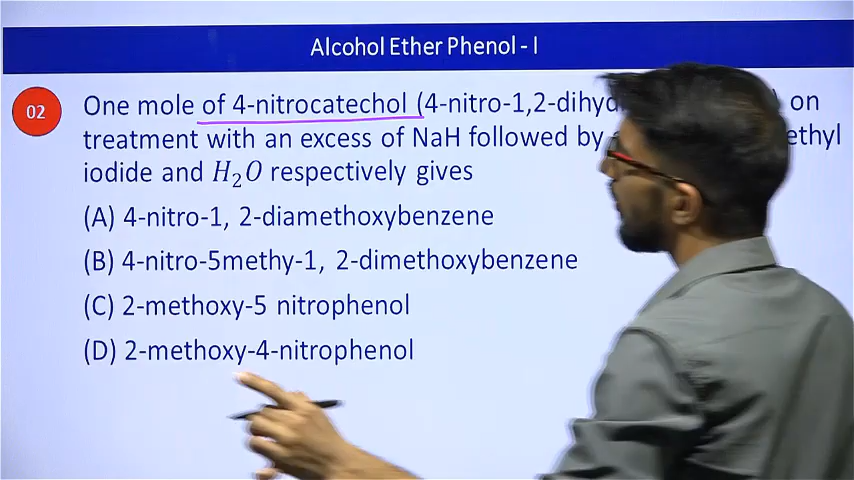 Alcohol Ether Phenol - I
02
One mole of 4-nitrocatechol (4-nitro-1,2-dihyd on
treatment with an excess of NaH followed by ethyl
iodide and H₂O respectively gives
(A) 4-nitro-1, 2-diamethoxybenzene
(B) 4-nitro-5methy-1, 2-dimethoxybenzene
(C) 2-methoxy-5 nitrophenol
(D) 2-methoxy-4-nitrophenol